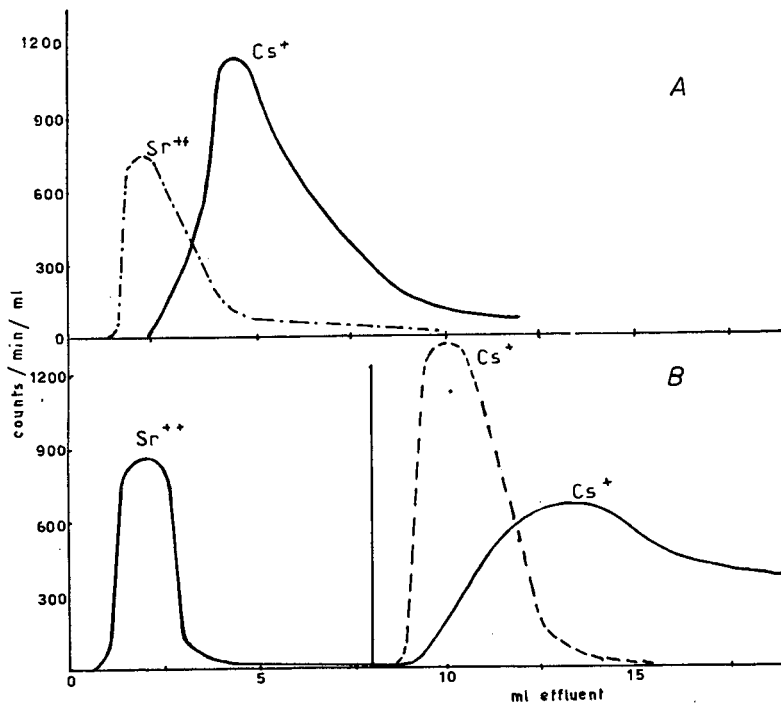 1200
900
600
300
0
Cs+
Sr++
A
counts/min/ml
1200
900
600
300
Sr++
Cs+
Cs+
B
0
5
10
15
ml effluent